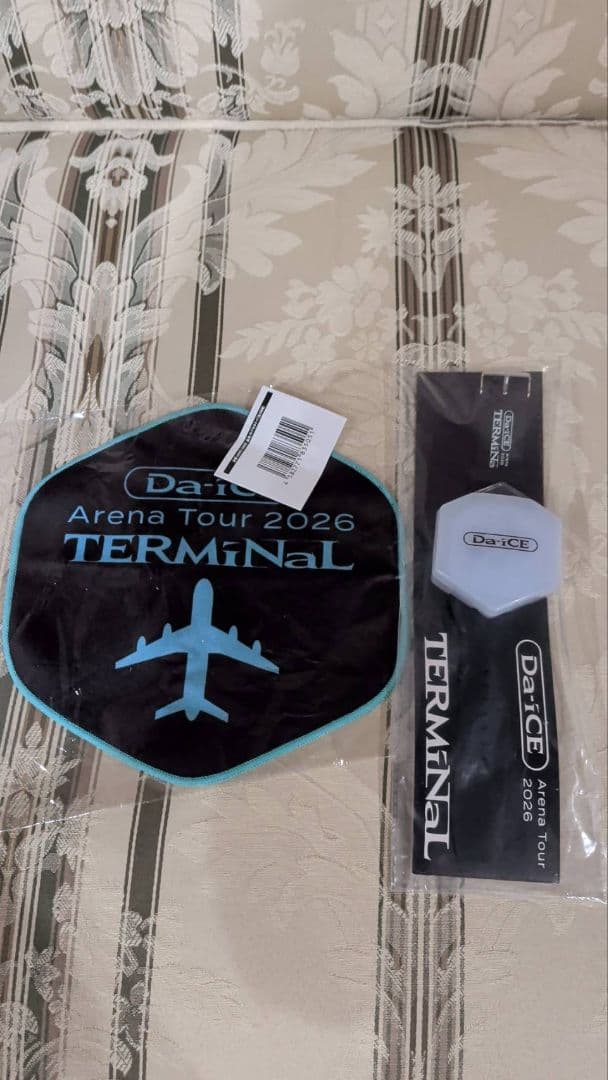 Da-iCE
Arena Tour 2026
TERMiNaL
Da-iCE
TERMiNaL
Da-iCE
Da-iCE
Arena Tour
2026
TERMiNaL